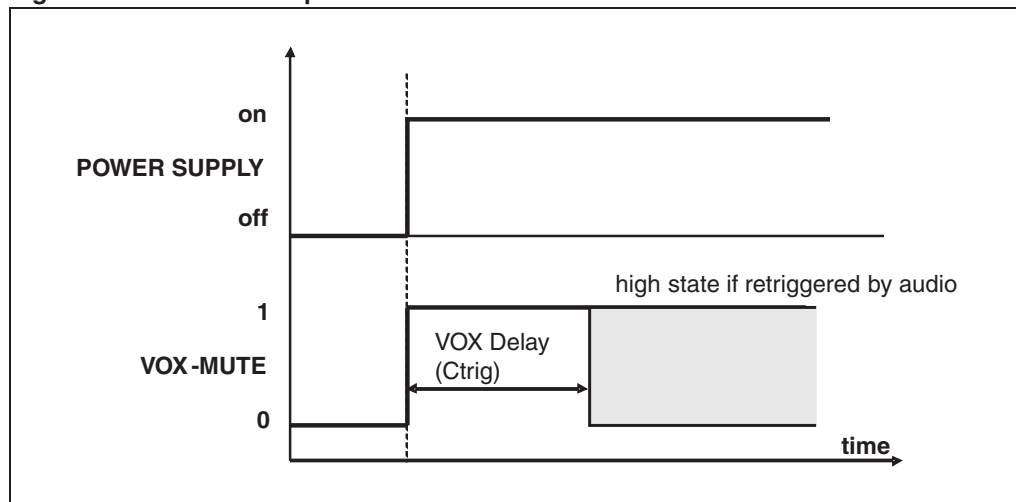 on
POWER SUPPLY
off
high state if retriggered by audio
1
VOX Delay
(Ctrig)
VOX-MUTE
0
time